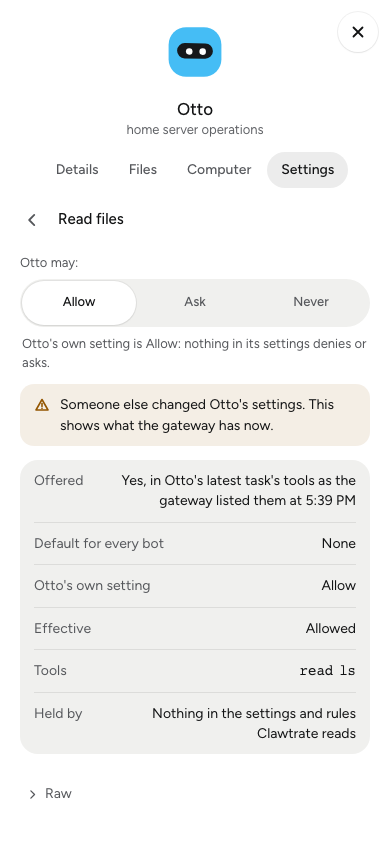 Otto
home server operations
Details
Files
Computer
Settings
Read files
Otto may:
Allow
Ask
Never
Otto's own setting is Allow: nothing in its settings denies or
asks.
Someone else changed Otto's settings. This
shows what the gateway has now.
Offered
Yes, in Otto's latest task's tools as the
gateway listed them at 5:39 PM
Default for every bot
None
Otto's own setting
Allow
Effective
Allowed
Tools
read ls
Held by
Nothing in the settings and rules
Clawtrate reads
Raw